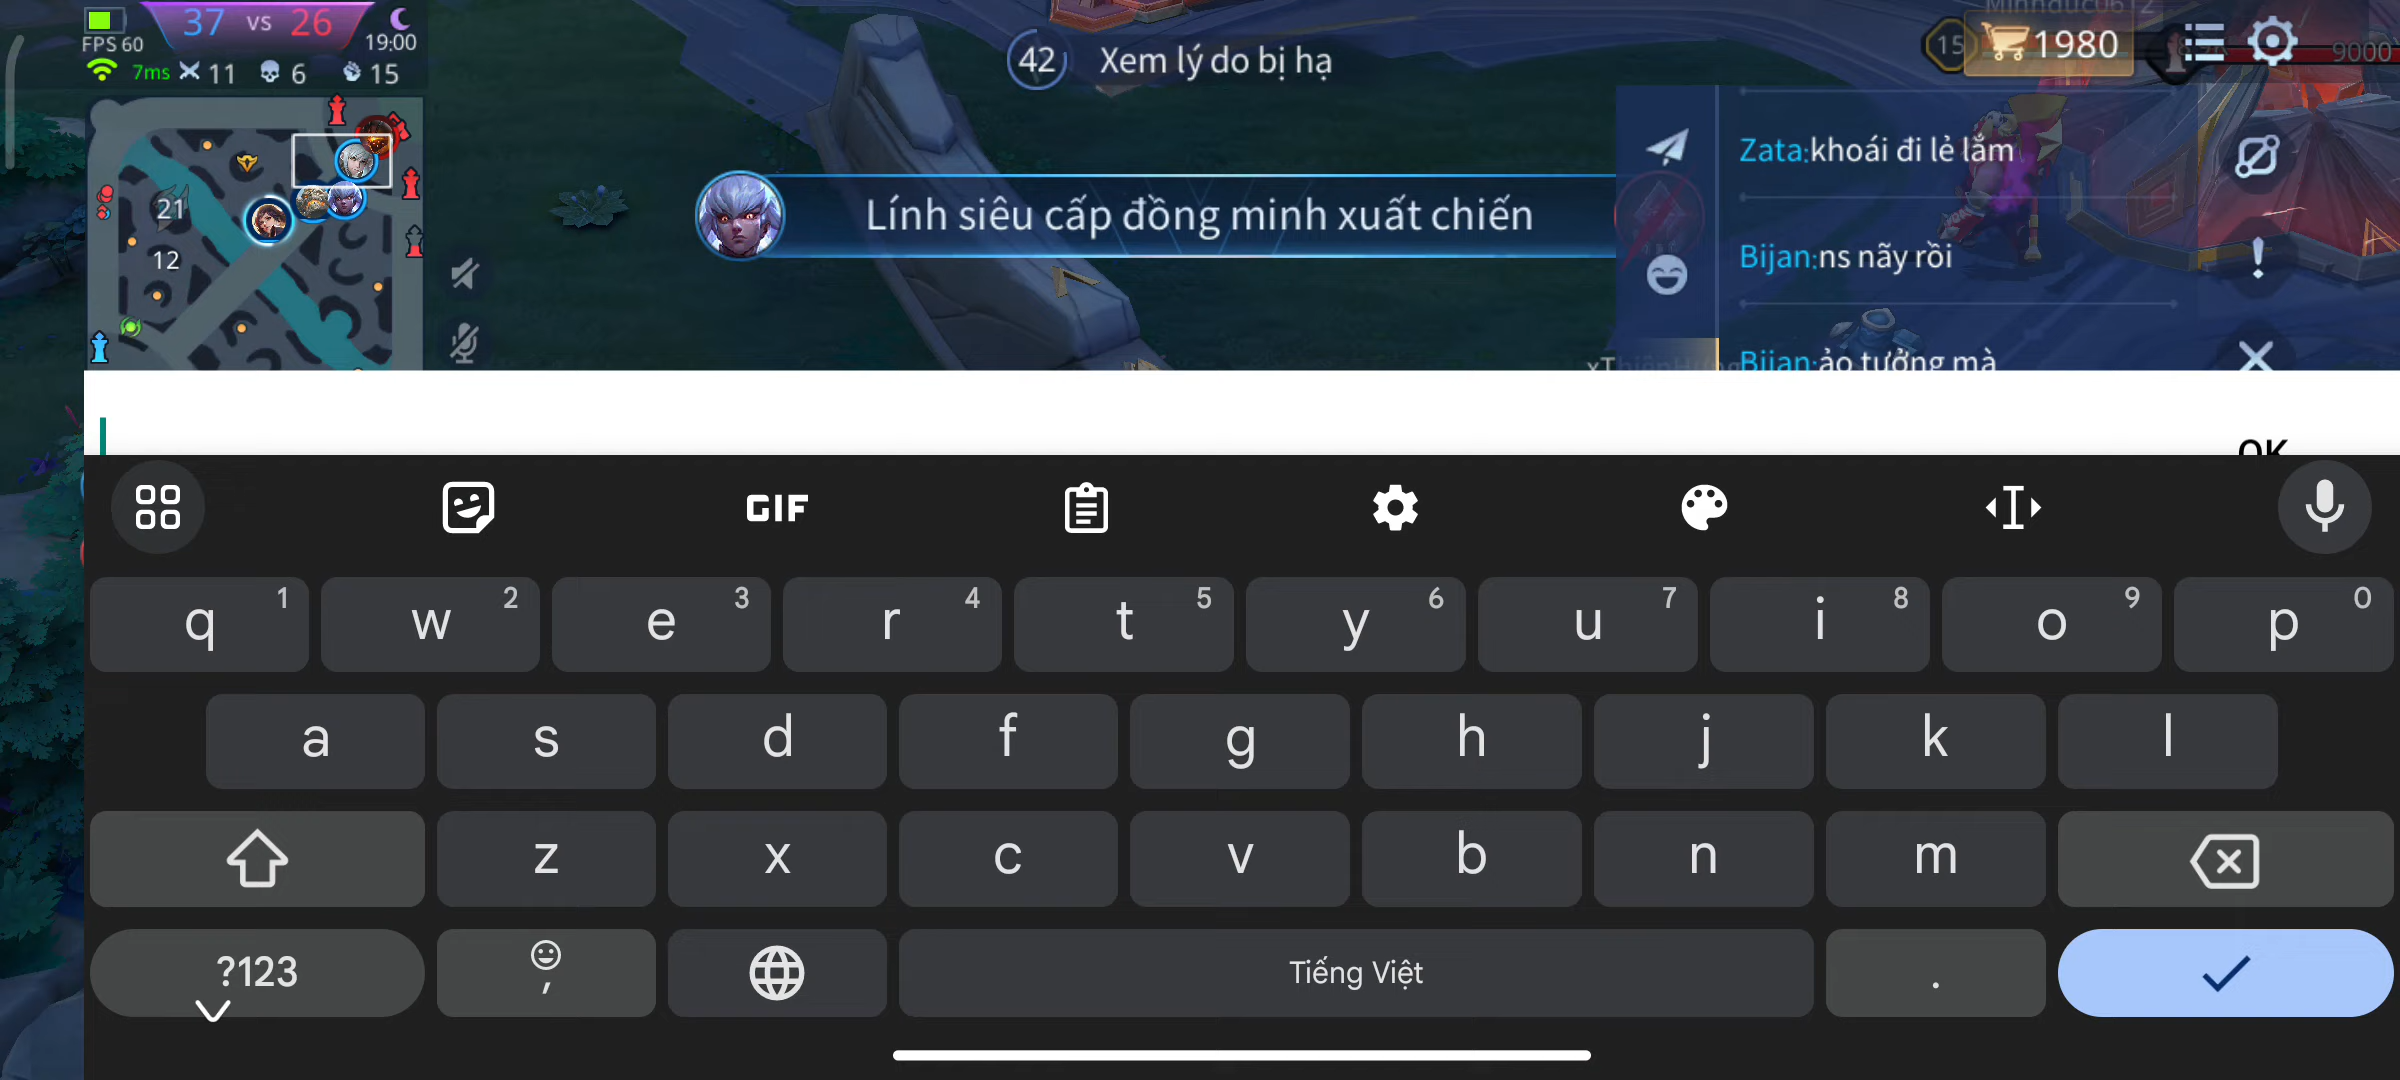 37 vs 26
FPS 60
19:00
7ms 11 6 15
21
12
42 Xem lý do bị hạ
15 1980
9000
Lính siêu cấp đồng minh xuất chiến
Zata:khoái đi lẻ lắm
Bijan:ns nãy rồi
Bijan:ảo tưởng mà
OK
GIF
q 1 w 2 e 3 r 4 t 5 y 6 u 7 i 8 o 9 p 0
a s d f g h j k l
z x c v b n m
?123 , Tiếng Việt .